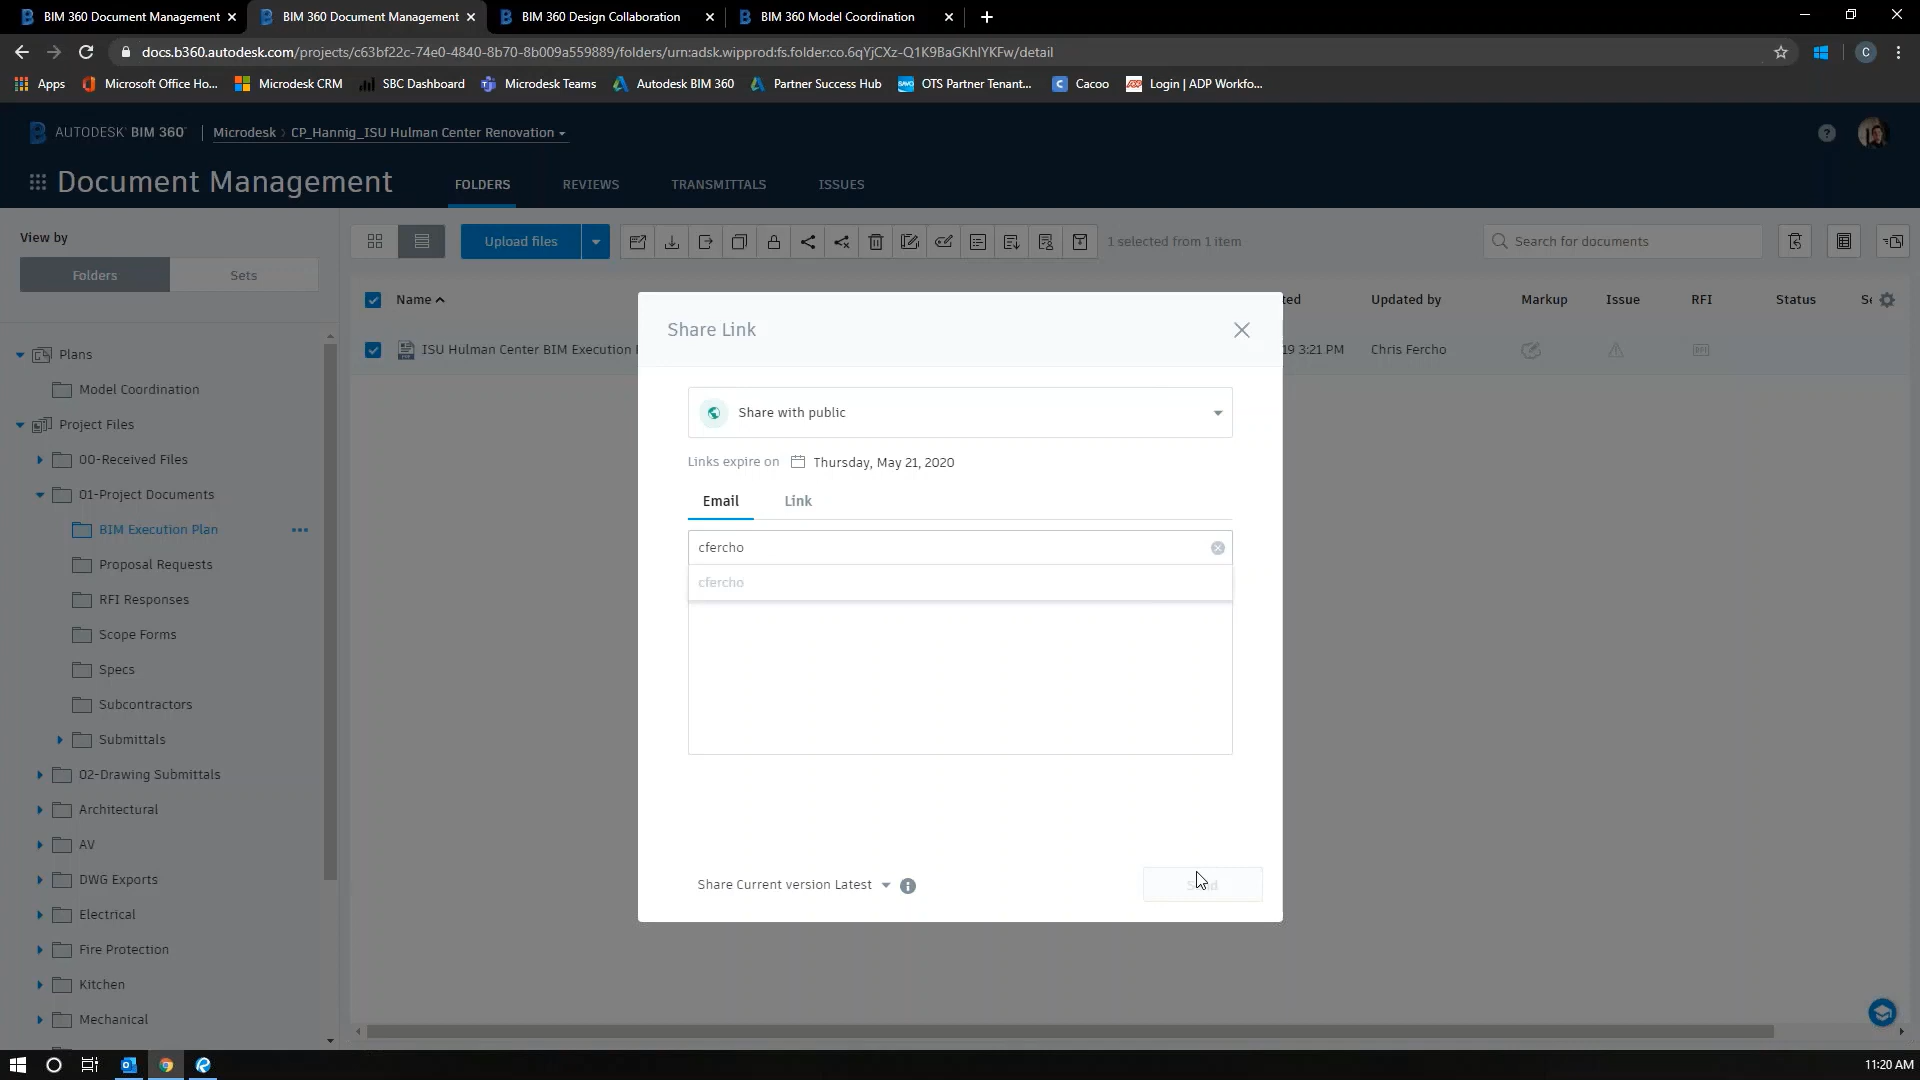 BIM 360 Document Management
BIM 360 Document Management
BIM 360 Design Collaboration
BIM 360 Model Coordination
docs.b360.autodesk.com/projects/c63bf22c-74e0-4840-8b70-8b009a559889/folders/urn:adsk.wipprod:fs.folder:co.6qYjCXz-Q1K9BaGKhlYKFw/detail
C
Apps
Microsoft Office Ho...
Microdesk CRM
SBC Dashboard
Microdesk Teams
Autodesk BIM 360
Partner Success Hub
OTS Partner Tenant...
Cacoo
Login | ADP Workfo...
AUTODESK® BIM 360™
Microdesk > CP_Hannig_ISU Hulman Center Renovation
Document Management
FOLDERS
REVIEWS
TRANSMITTALS
ISSUES
View by
Folders
Sets
Upload files
1 selected from 1 item
Search for documents
Name
ted
Updated by
Markup
Issue
RFI
Status
Se
ISU Hulman Center BIM Execution
19 3:21 PM
Chris Fercho
Plans
Model Coordination
Project Files
00-Received Files
01-Project Documents
BIM Execution Plan
Proposal Requests
RFI Responses
Scope Forms
Specs
Subcontractors
Submittals
02-Drawing Submittals
Architectural
AV
DWG Exports
Electrical
Fire Protection
Kitchen
Mechanical
Share Link
Share with public
Links expire on Thursday, May 21, 2020
Email
Link
cfercho
cfercho
Share Current version Latest
11:20 AM